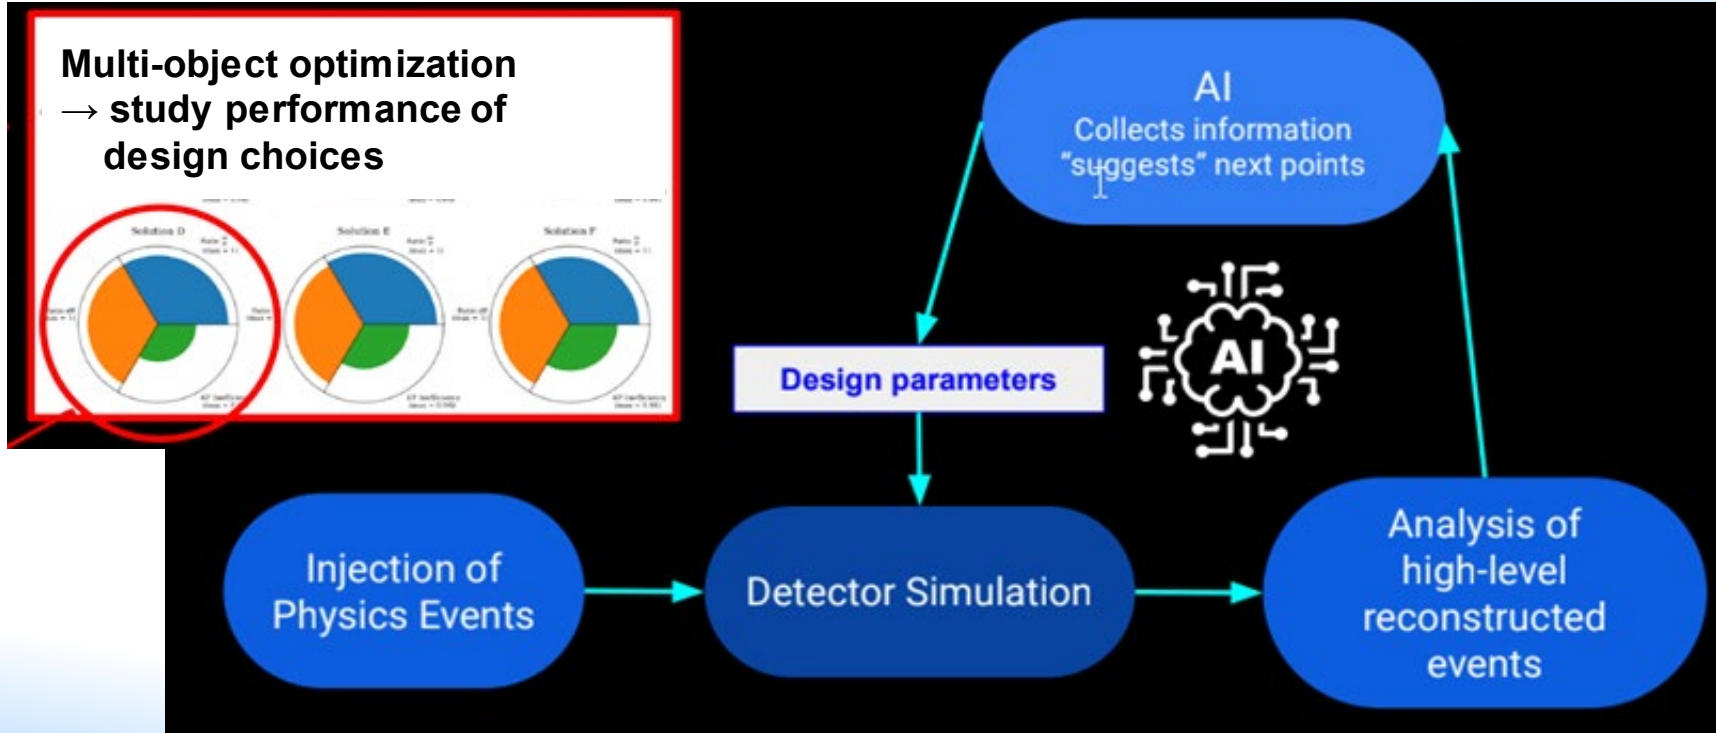 Multi-object optimization
→ study performance of
design choices
Solution D
Solution E
Solution F
AI
Collects information
“suggests” next points
Design parameters
AI
Injection of
Physics Events
Detector Simulation
Analysis of
high-level
reconstructed
events